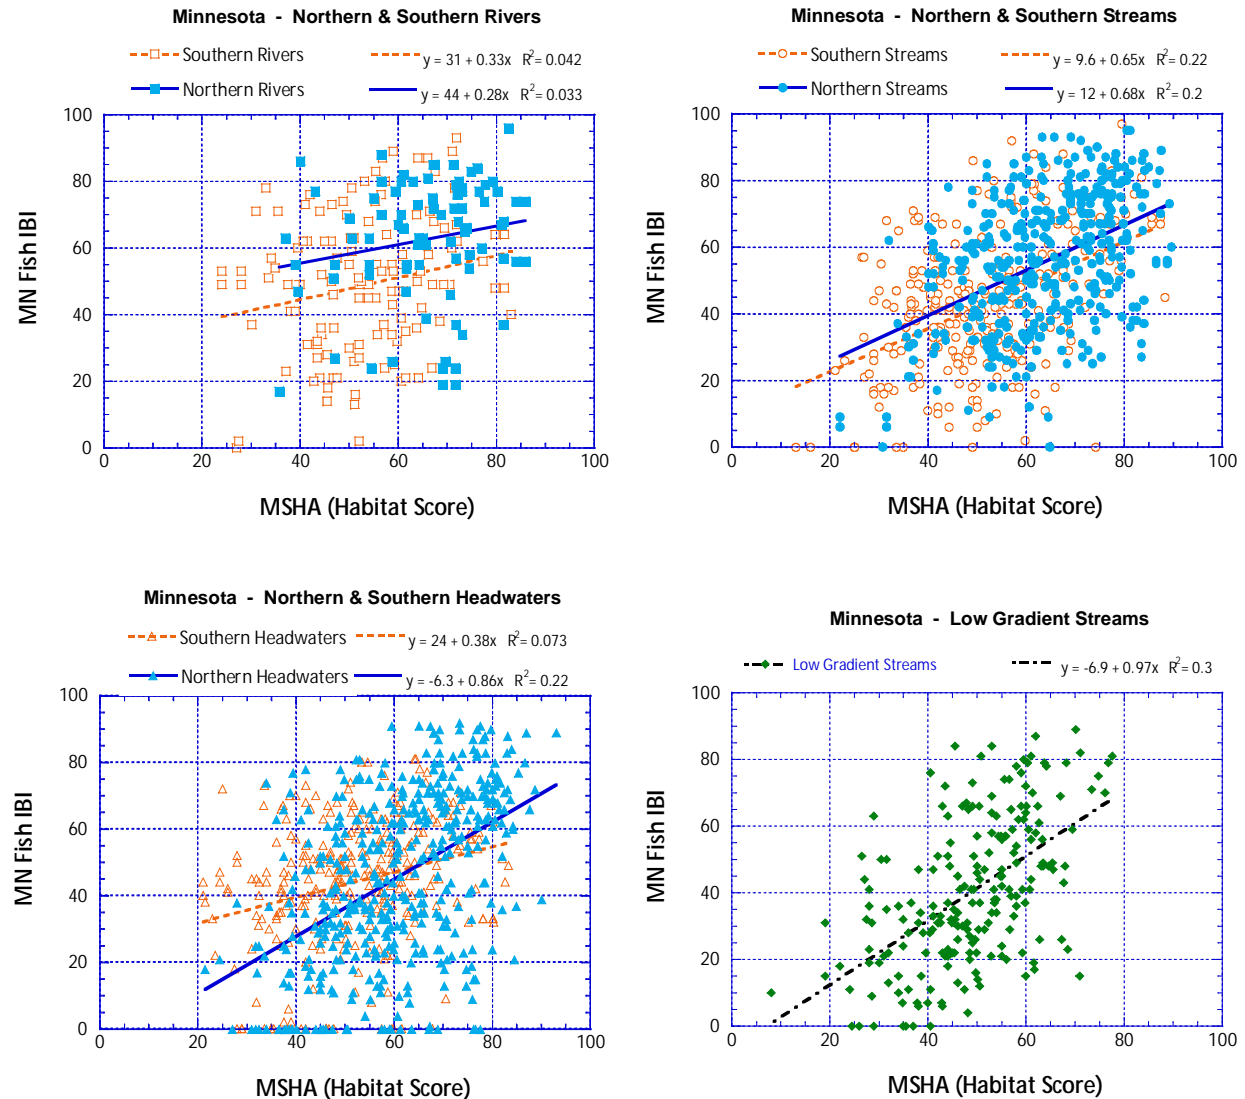 Minnesota - Northern & Southern Rivers
Southern Rivers y = 31 + 0.33x R²= 0.042
Northern Rivers y = 44 + 0.28x R²= 0.033
100
80
60
40
20
0
MN Fish IBI
0 20 40 60 80 100
MSHA (Habitat Score)
Minnesota - Northern & Southern Streams
Southern Streams y = 9.6 + 0.65x R²= 0.22
Northern Streams y = 12 + 0.68x R²= 0.2
100
80
60
40
20
0
MN Fish IBI
0 20 40 60 80 100
MSHA (Habitat Score)
Minnesota - Northern & Southern Headwaters
Southern Headwaters y = 24 + 0.38x R²= 0.073
Northern Headwaters y = -6.3 + 0.86x R²= 0.22
100
80
60
40
20
0
MN Fish IBI
0 20 40 60 80 100
MSHA (Habitat Score)
Minnesota - Low Gradient Streams
Low Gradient Streams y = -6.9 + 0.97x R²= 0.3
100
80
60
40
20
0
MN Fish IBI
0 20 40 60 80 100
MSHA (Habitat Score)